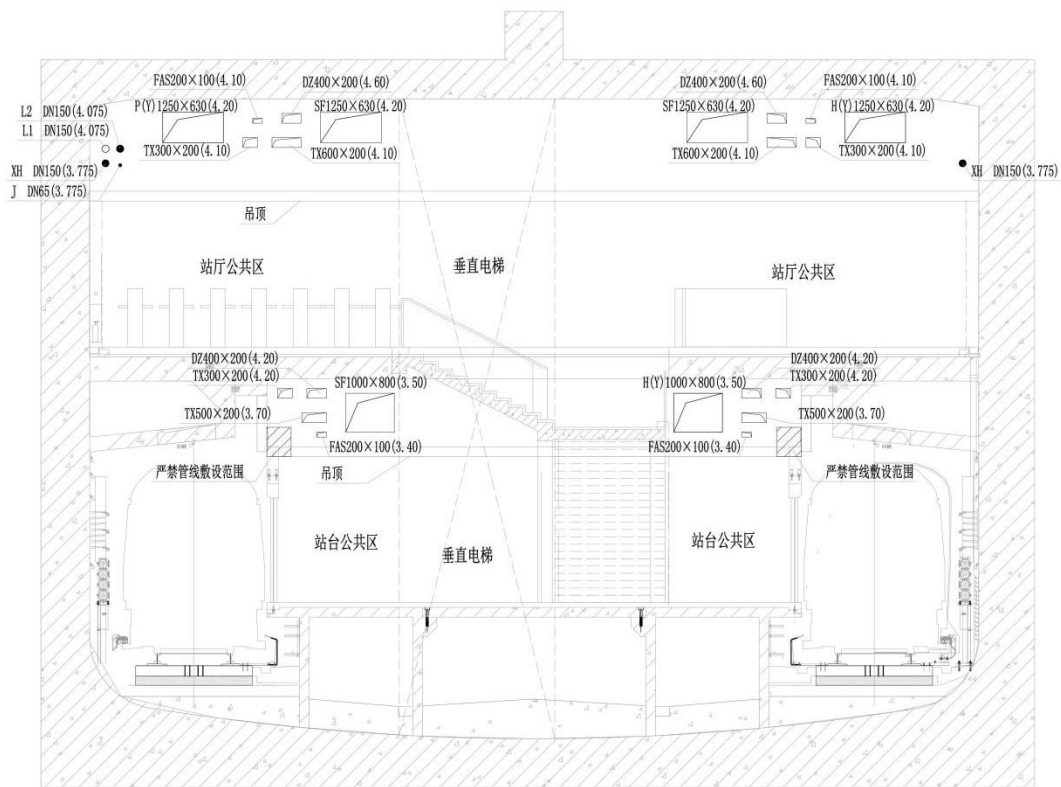 FAS200×100(4.10)
DZ400×200(4.60)
DZ400×200(4.60)
FAS200×100(4.10)
P(Y)1250×630(4.20)
SF1250×630(4.20)
SF1250×630(4.20)
H(Y)1250×630(4.20)
L2 DN150(4.075)
L1 DN150(4.075)
TX300×200(4.10)
TX600×200(4.10)
TX600×200(4.10)
TX300×200(4.10)
XH DN150(3.775)
XH DN150(3.775)
J DN65(3.775)
吊顶
站厅公共区
垂直电梯
站厅公共区
DZ400×200(4.20)
DZ400×200(4.20)
TX300×200(4.20)
SF1000×800(3.50)
H(Y)1000×800(3.50)
TX300×200(4.20)
TX500×200(3.70)
TX500×200(3.70)
FAS200×100(3.40)
FAS200×100(3.40)
严禁管线敷设范围
吊顶
严禁管线敷设范围
站台公共区
垂直电梯
站台公共区